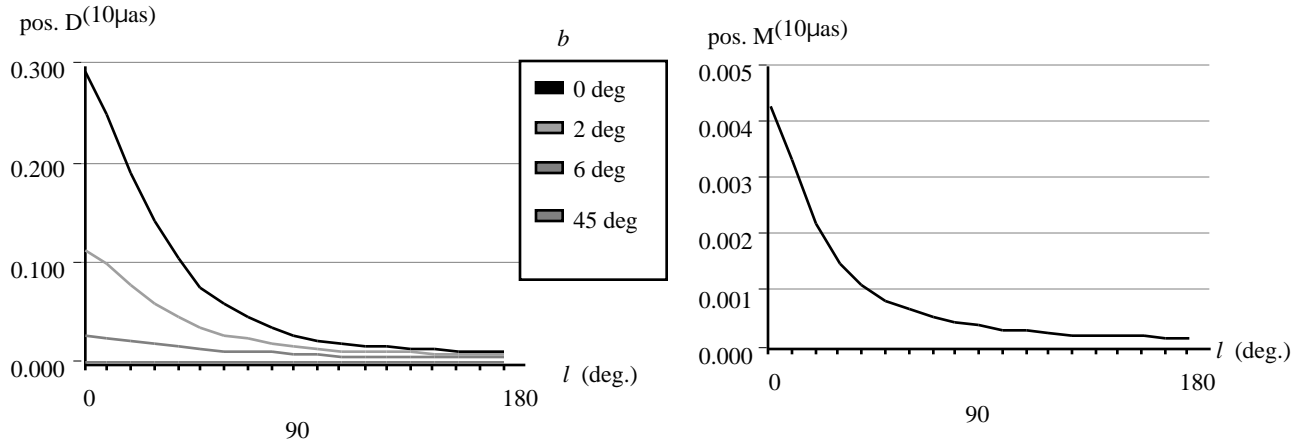 pos. D(10μas)
0.300
0.200
0.100
0.000
0
90
180
l (deg.)
b
0 deg
2 deg
6 deg
45 deg
pos. M(10μas)
0.005
0.004
0.003
0.002
0.001
0.000
0
90
180
l (deg.)